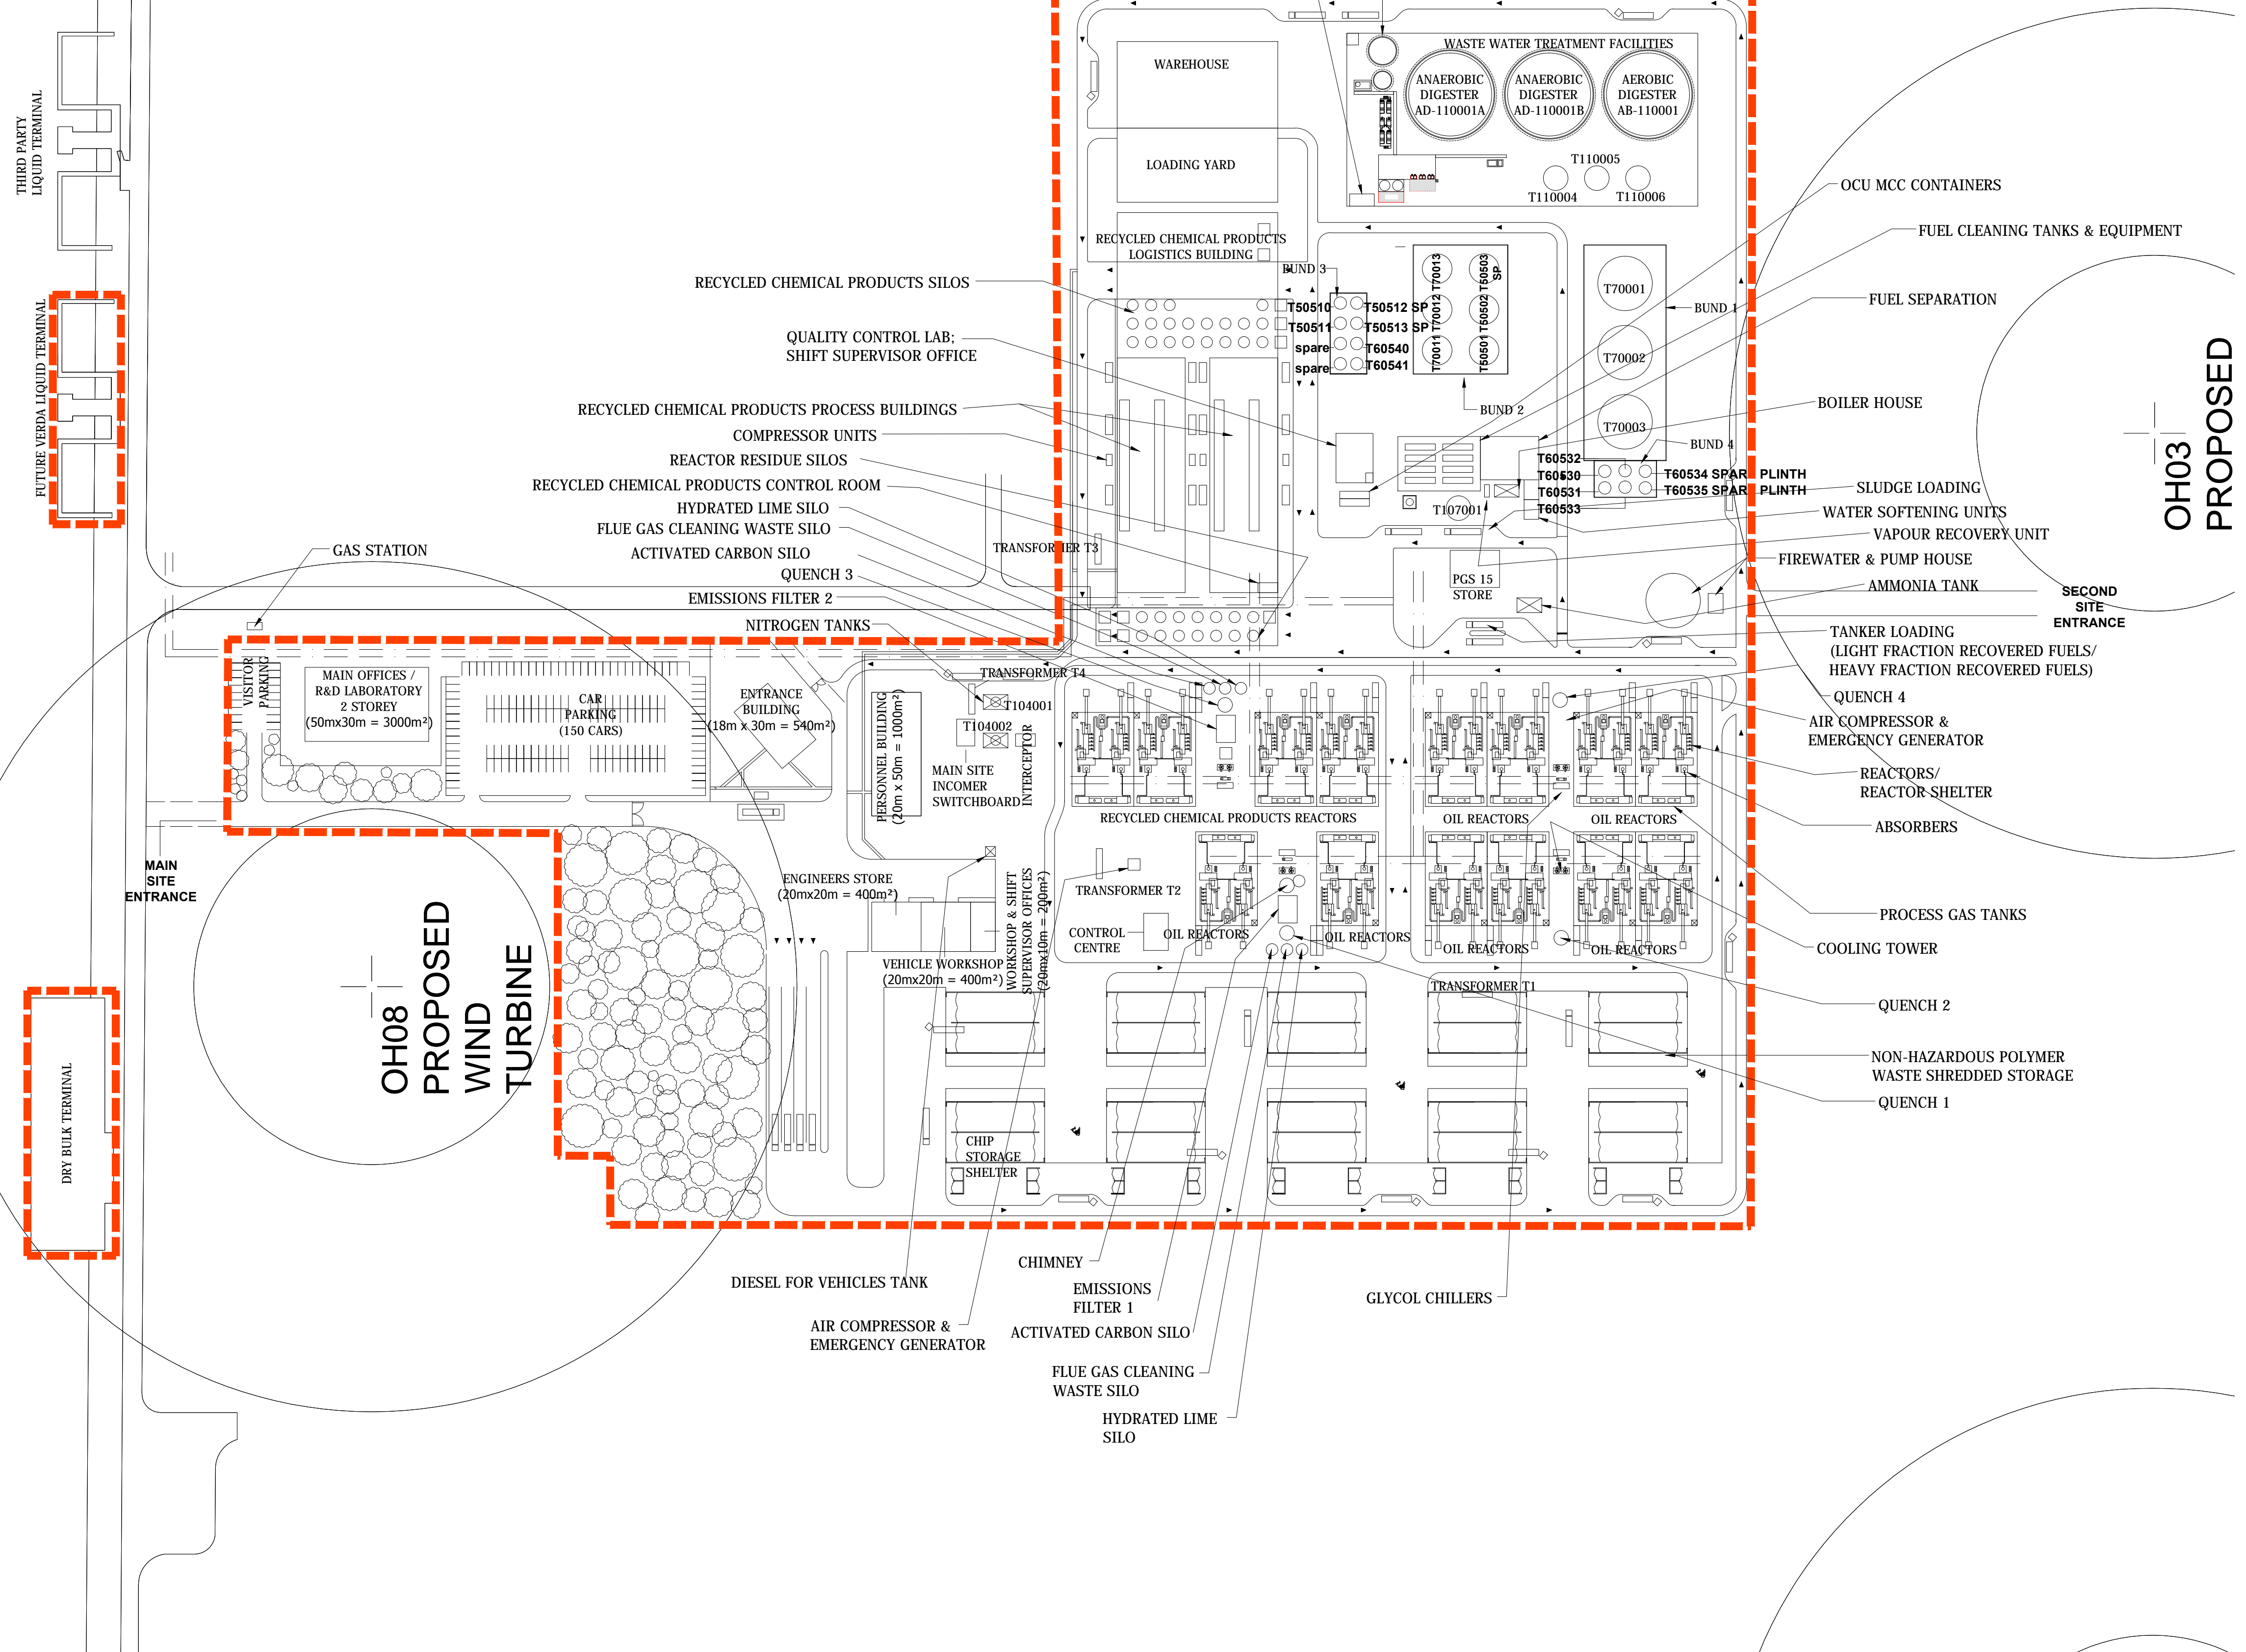 THIRD PARTY
LIQUID TERMINAL
FUTURE VERDA LIQUID TERMINAL
DRY BULK TERMINAL
WAREHOUSE
LOADING YARD
RECYCLED CHEMICAL PRODUCTS
LOGISTICS BUILDING
WASTE WATER TREATMENT FACILITIES
ANAEROBIC
DIGESTER
AD-110001A
ANAEROBIC
DIGESTER
AD-110001B
AEROBIC
DIGESTER
AB-110001
T110005
T110004
T110006
OCU MCC CONTAINERS
FUEL CLEANING TANKS & EQUIPMENT
FUEL SEPARATION
BOILER HOUSE
RECYCLED CHEMICAL PRODUCTS SILOS
QUALITY CONTROL LAB;
SHIFT SUPERVISOR OFFICE
RECYCLED CHEMICAL PRODUCTS PROCESS BUILDINGS
COMPRESSOR UNITS
REACTOR RESIDUE SILOS
RECYCLED CHEMICAL PRODUCTS CONTROL ROOM
HYDRATED LIME SILO
FLUE GAS CLEANING WASTE SILO
ACTIVATED CARBON SILO
QUENCH 3
EMISSIONS FILTER 2
NITROGEN TANKS
GAS STATION
BUND 3
T50510
T50512 SP
T50511
T50513 SP
spare
T60540
spare
T60541
T70013
T70012
T70011
T50503
SP
T50502
T50501
BUND 2
T70001
T70002
T70003
BUND 1
BUND 4
T60532
T60530
T60531
T60533
T60534 SPARE PLINTH
T60535 SPARE PLINTH
T107001
SLUDGE LOADING
WATER SOFTENING UNITS
VAPOUR RECOVERY UNIT
FIREWATER & PUMP HOUSE
AMMONIA TANK
SECOND
SITE
ENTRANCE
TANKER LOADING
(LIGHT FRACTION RECOVERED FUELS/
HEAVY FRACTION RECOVERED FUELS)
QUENCH 4
AIR COMPRESSOR &
EMERGENCY GENERATOR
REACTORS/
REACTOR SHELTER
ABSORBERS
PROCESS GAS TANKS
COOLING TOWER
QUENCH 2
NON-HAZARDOUS POLYMER
WASTE SHREDDED STORAGE
QUENCH 1
OH03
PROPOSED
TRANSFORMER T3
PGS 15
STORE
TRANSFORMER T4
T104001
T104002
VISITOR
PARKING
MAIN OFFICES /
R&D LABORATORY
2 STOREY
(50mx30m = 3000m²)
CAR
PARKING
(150 CARS)
ENTRANCE
BUILDING
(18m x 30m = 540m²)
PERSONNEL BUILDING
(20m x 50m = 1000m²)
MAIN SITE
INCOMER
SWITCHBOARD
INTERCEPTOR
RECYCLED CHEMICAL PRODUCTS REACTORS
OIL REACTORS
OIL REACTORS
MAIN
SITE
ENTRANCE
OH08
PROPOSED
WIND
TURBINE
ENGINEERS STORE
(20mx20m = 400m²)
VEHICLE WORKSHOP
(20mx20m = 400m²)
WORKSHOP & SHIFT
SUPERVISOR OFFICES
(20mx10m = 200m²)
TRANSFORMER T2
CONTROL
CENTRE
OIL REACTORS
OIL REACTORS
OIL REACTORS
OIL REACTORS
TRANSFORMER T1
CHIP
STORAGE
SHELTER
DIESEL FOR VEHICLES TANK
AIR COMPRESSOR &
EMERGENCY GENERATOR
CHIMNEY
EMISSIONS
FILTER 1
ACTIVATED CARBON SILO
FLUE GAS CLEANING
WASTE SILO
HYDRATED LIME
SILO
GLYCOL CHILLERS